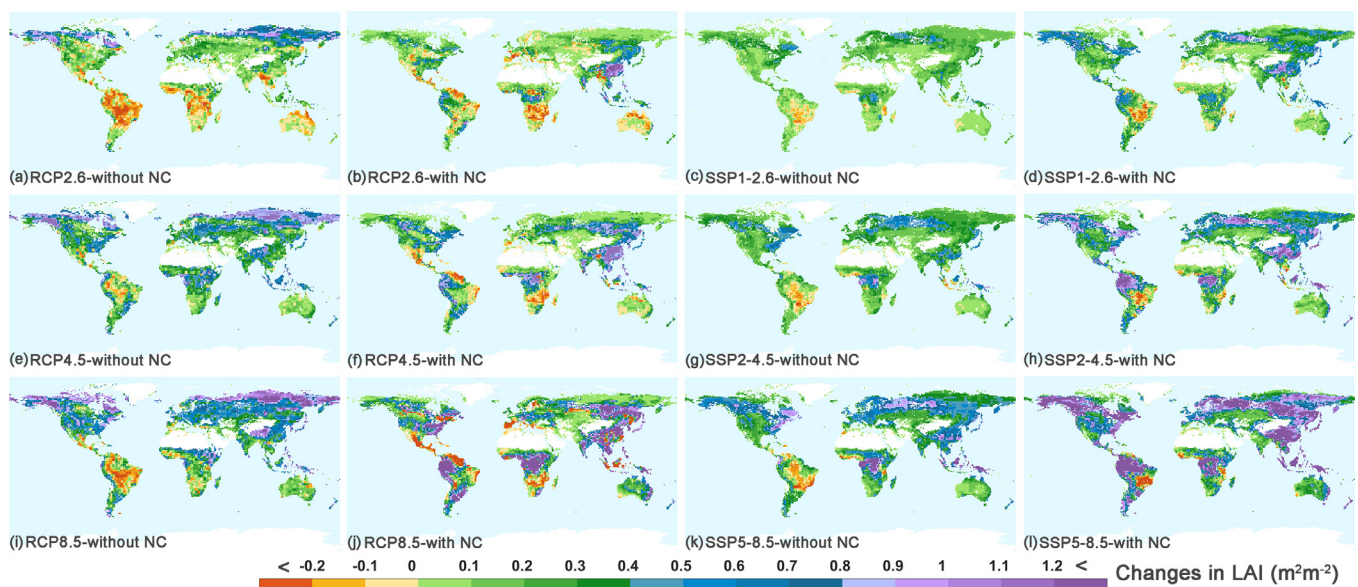 (a)RCP2.6-without NC
(b)RCP2.6-with NC
(c)SSP1-2.6-without NC
(d)SSP1-2.6-with NC
(e)RCP4.5-without NC
(f)RCP4.5-with NC
(g)SSP2-4.5-without NC
(h)SSP2-4.5-with NC
(i)RCP8.5-without NC
(j)RCP8.5-with NC
(k)SSP5-8.5-without NC
(l)SSP5-8.5-with NC
< -0.2 -0.1 0 0.1 0.2 0.3 0.4 0.5 0.6 0.7 0.8 0.9 1 1.1 1.2 < Changes in LAI (m²m⁻²)